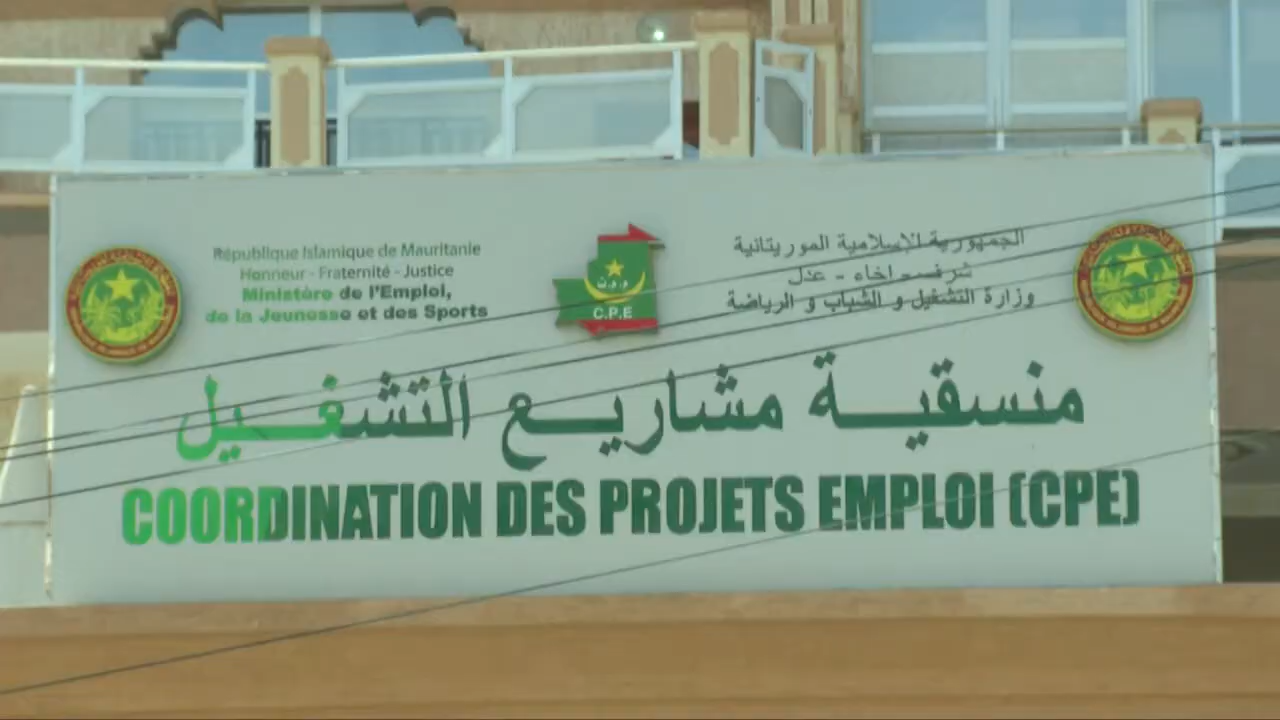 République Islamique de Mauritanie
Honneur - Fraternité - Justice
Ministère de l'Emploi,
de la Jeunesse et des Sports
م.م.ت
C.P.E
الجمهورية الإسلامية الموريتانية
شرف - اخاء - عدل
وزارة التشغيل و الشباب و الرياضة
منسقية مشاريع التشغيل
COORDINATION DES PROJETS EMPLOI (CPE)